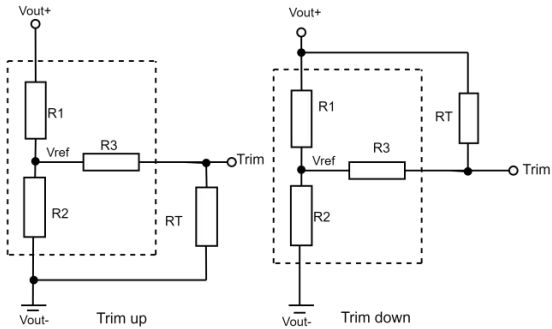 Vout+
R1
Vref
R3
Trim
R2
RT
Vout-
Trim up
Vout+
R1
RT
Vref
R3
Trim
R2
Vout-
Trim down